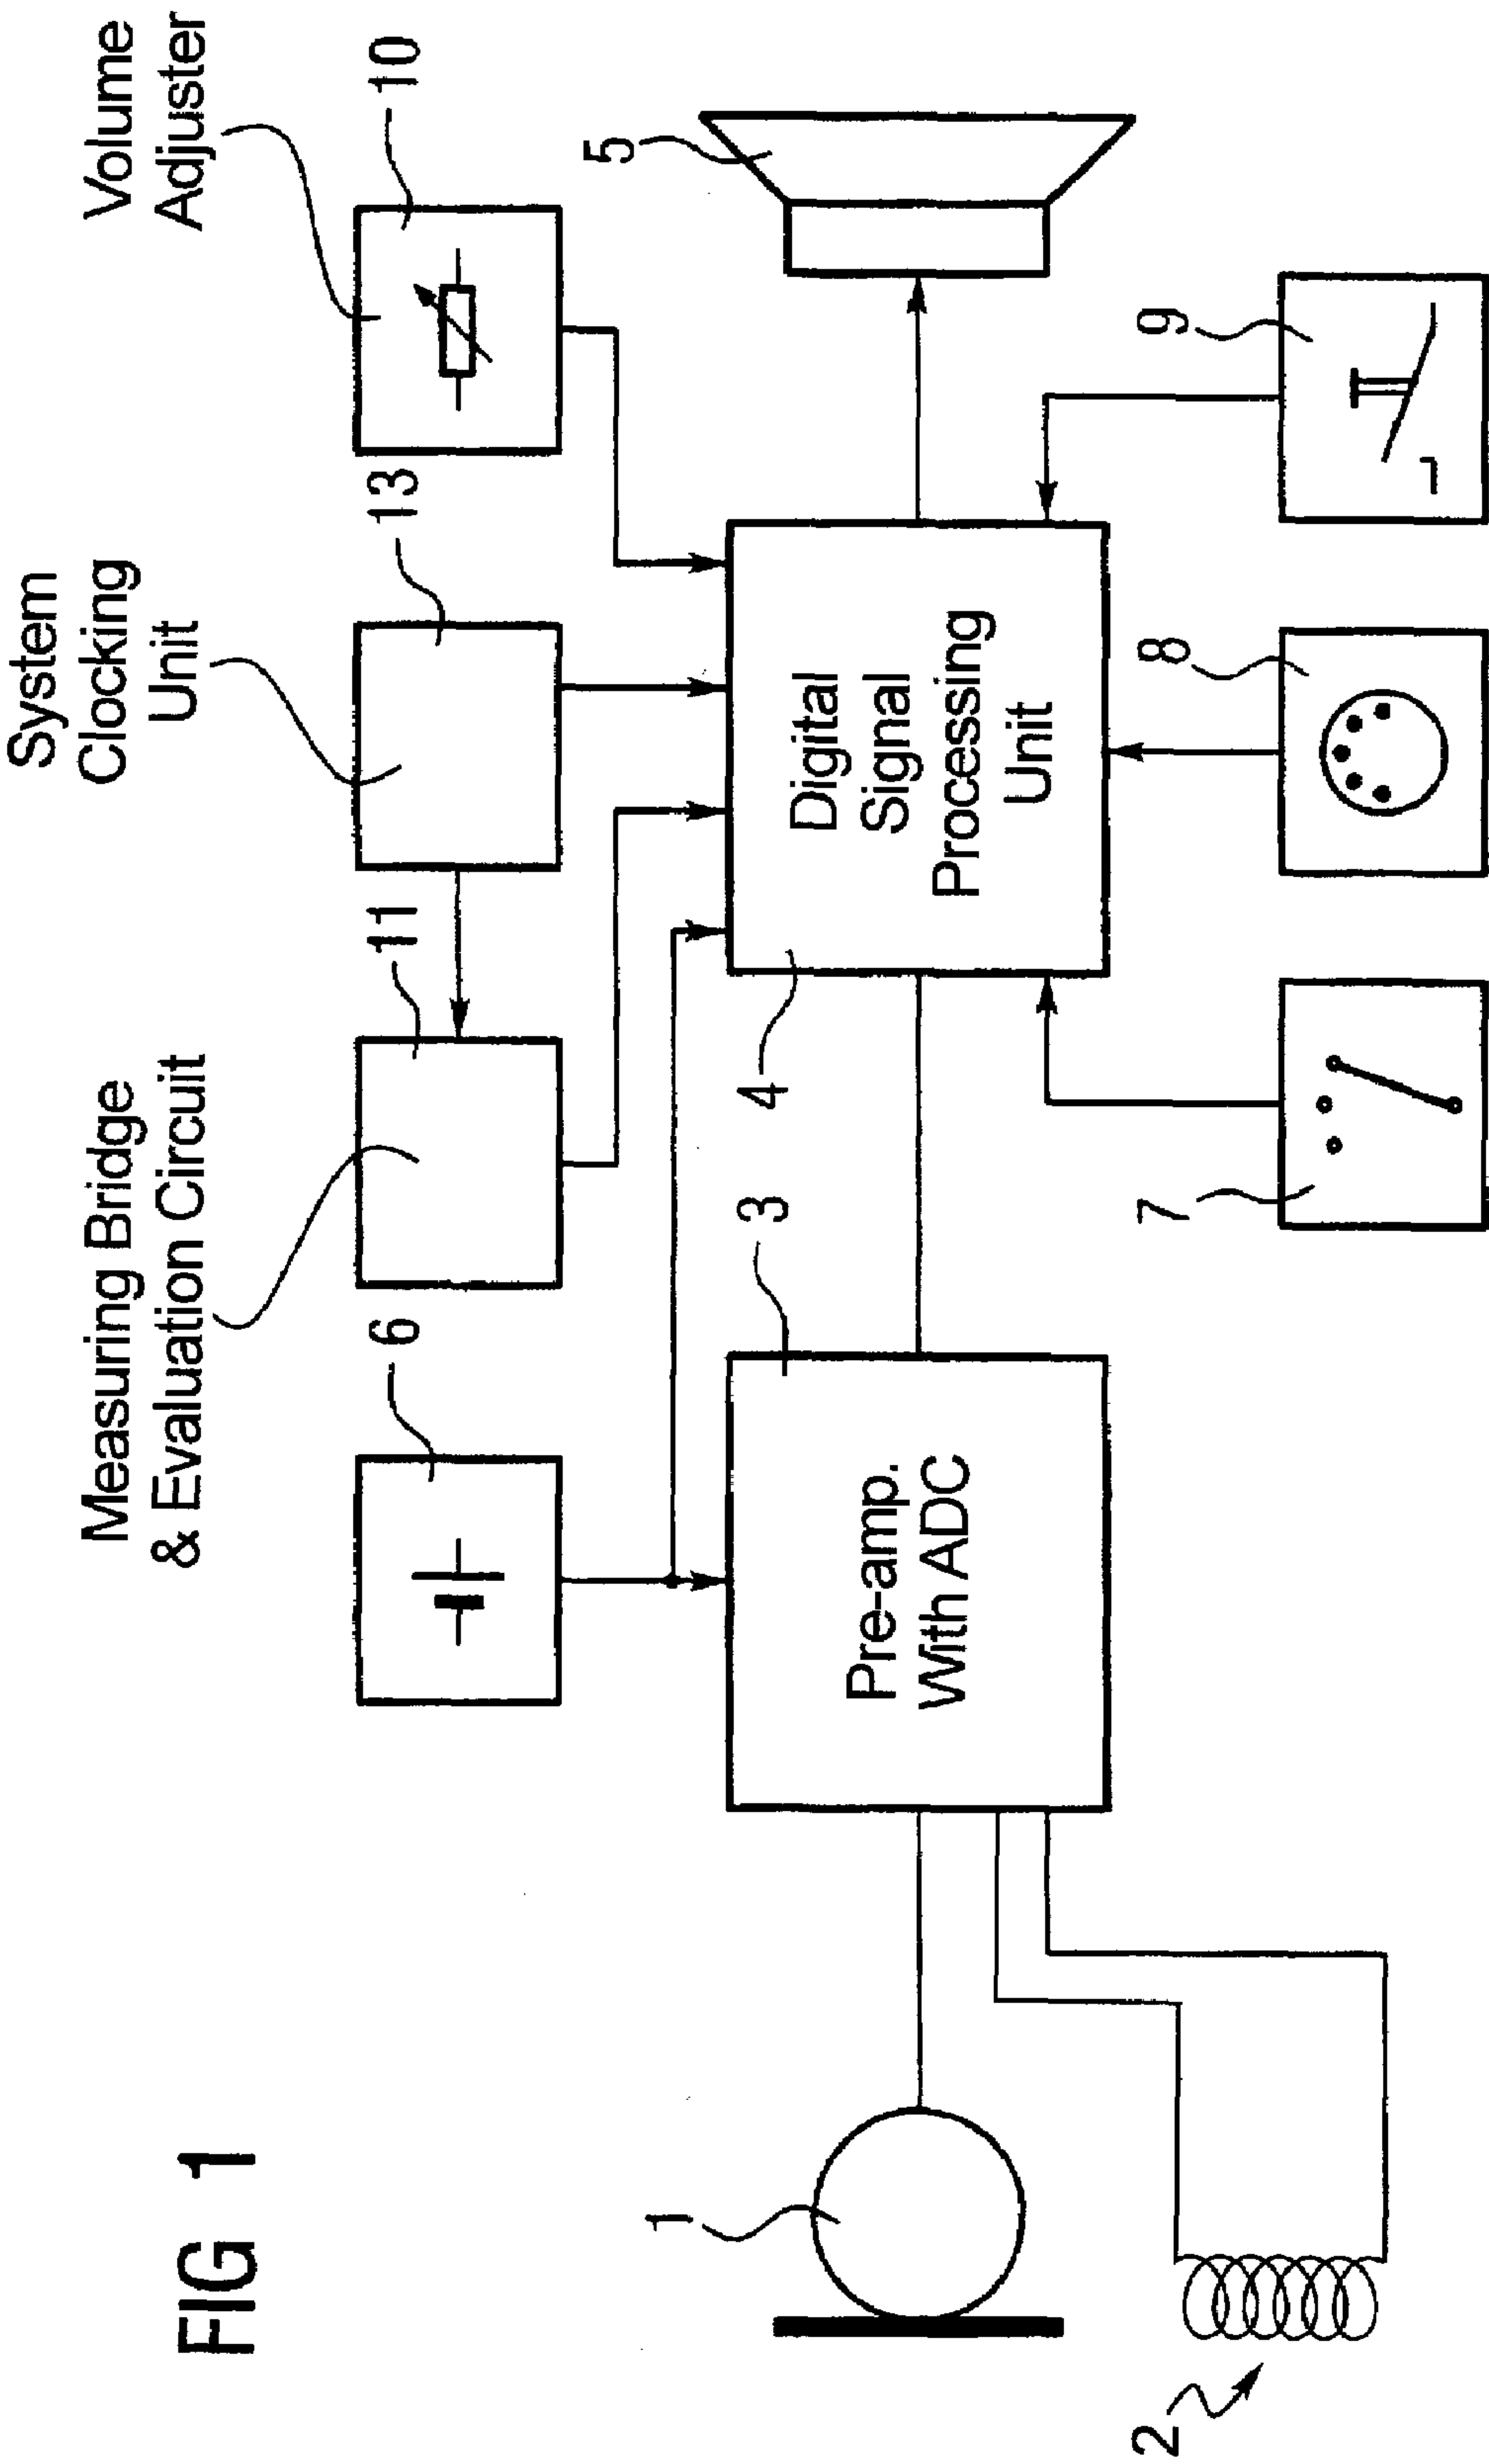 FIG 1
Measuring Bridge
& Evaluation Circuit
System
Clocking
Unit
Volume
Adjuster
6
11
13
10
5
3
4
Pre-amp.
With ADC
Digital
Signal
Processing
Unit
1
2
7
8
9